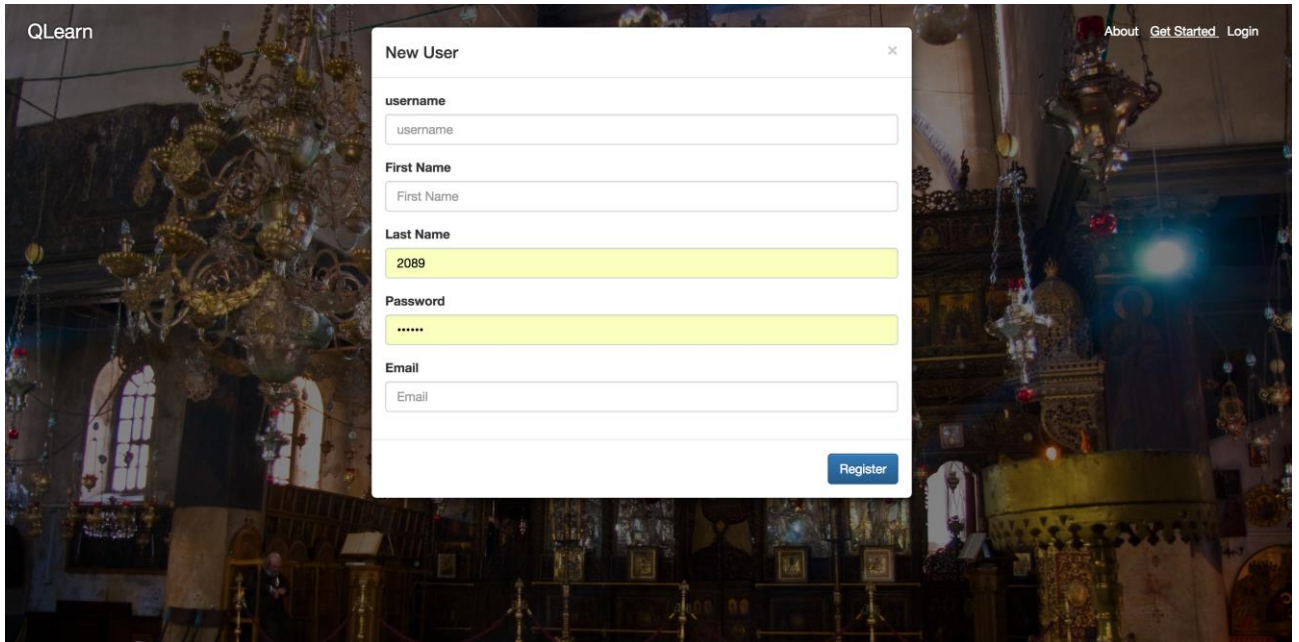 QLearn
About Get Started Login
New User ×
username
username
First Name
First Name
Last Name
2089
Password
••••••
Email
Email
Register